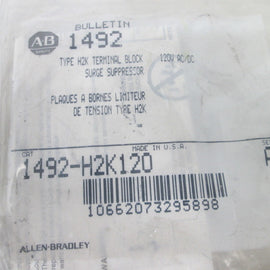 BULLETIN
AB 1492
TYPE H2K TERMINAL BLOCK 120V AC/DC
SURGE SUPPRESSOR
PLAQUES A BORNES LIMITEUR
DE TENSION TYPE H2K
MADE IN U.S.A.
CAT
1492-H2K120
10662073295898
ALLEN-BRADLEY